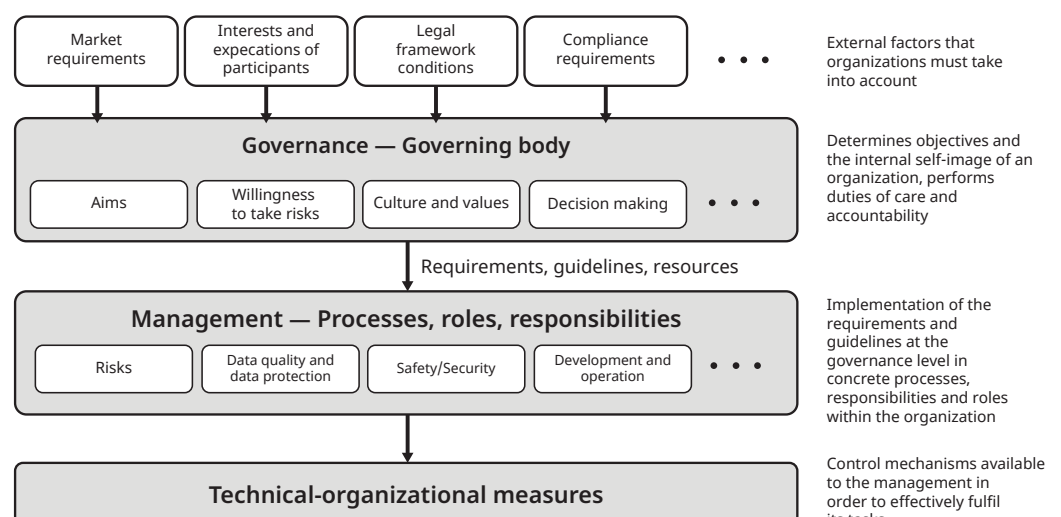 Market
requirements
Interests and
expecations of
participants
Legal
framework
conditions
Compliance
requirements
• • •
External factors that
organizations must take
into account
Governance — Governing body
Aims
Willingness
to take risks
Culture and values
Decision making
• • •
Determines objectives and
the internal self-image of an
organization, performs
duties of care and
accountability
Requirements, guidelines, resources
Management — Processes, roles, responsibilities
Risks
Data quality and
data protection
Safety/Security
Development and
operation
• • •
Implementation of the
requirements and
guidelines at the
governance level in
concrete processes,
responsibilities and roles
within the organization
Technical-organizational measures
Control mechanisms available
to the management in
order to effectively fulfil